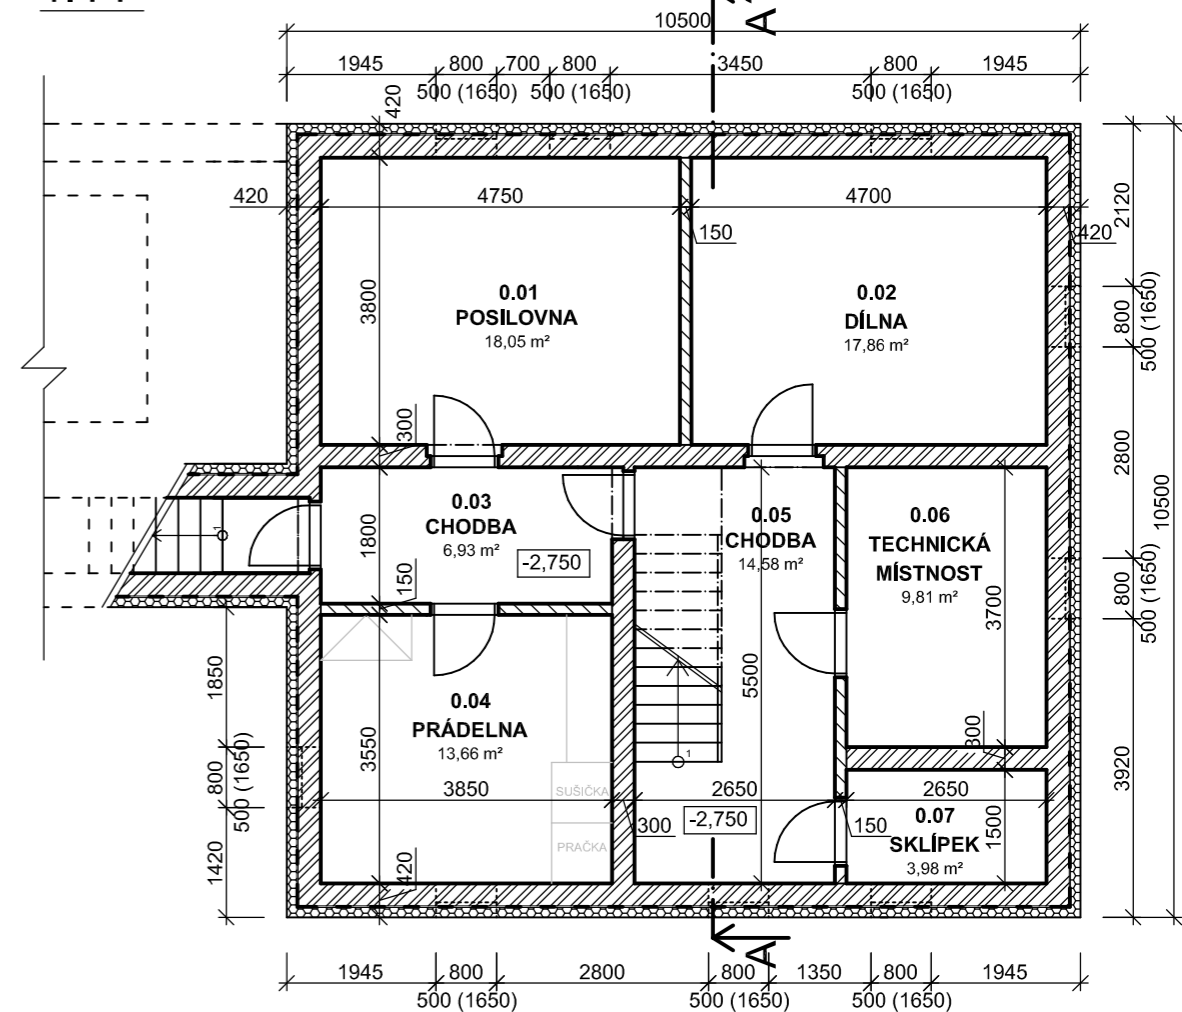 10500
A
1945 800 700 800 3450 800 1945
500 (1650) 500 (1650) 500 (1650)
420
420 4750 4700
150 420
2120
0.01
POSILOVNA
18,05 m²
0.02
DÍLNA
17,86 m²
3800
800
500 (1650)
300
2800
10500
0.03
CHODBA
6,93 m²
-2,750
0.05
CHODBA
14,58 m²
0.06
TECHNICKÁ
MÍSTNOST
9,81 m²
1
1800
150
3700
800
500 (1650)
1850
5500
0.04
PRÁDELNA
13,66 m²
3550
1
300
800
500 (1650)
3920
3850 SUŠIČKA 2650 2650
300 -2,750 150
0.07
SKLÍPEK
3,98 m²
1500
PRAČKA
1420
420
A
1945 800 2800 800 1350 800 1945
500 (1650) 500 (1650) 500 (1650)